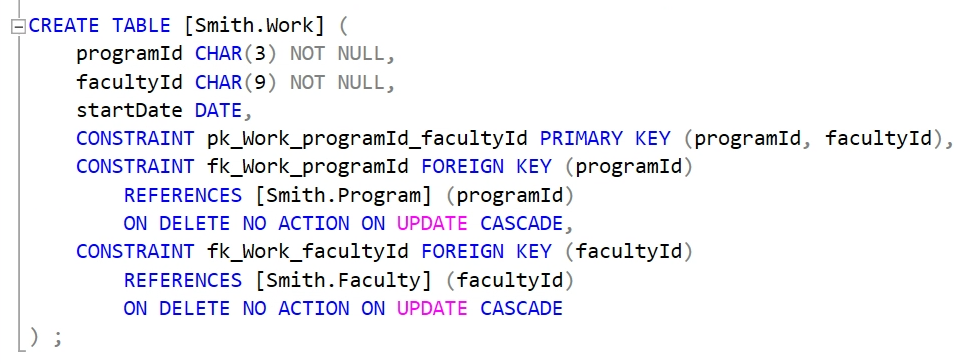 CREATE TABLE [Smith.Work] (
programId CHAR(3) NOT NULL,
facultyId CHAR(9) NOT NULL,
startDate DATE,
CONSTRAINT pk_Work_programId_facultyId PRIMARY KEY (programId, facultyId),
CONSTRAINT fk_Work_programId FOREIGN KEY (programId)
REFERENCES [Smith.Program] (programId)
ON DELETE NO ACTION ON UPDATE CASCADE,
CONSTRAINT fk_Work_facultyId FOREIGN KEY (facultyId)
REFERENCES [Smith.Faculty] (facultyId)
ON DELETE NO ACTION ON UPDATE CASCADE
) ;